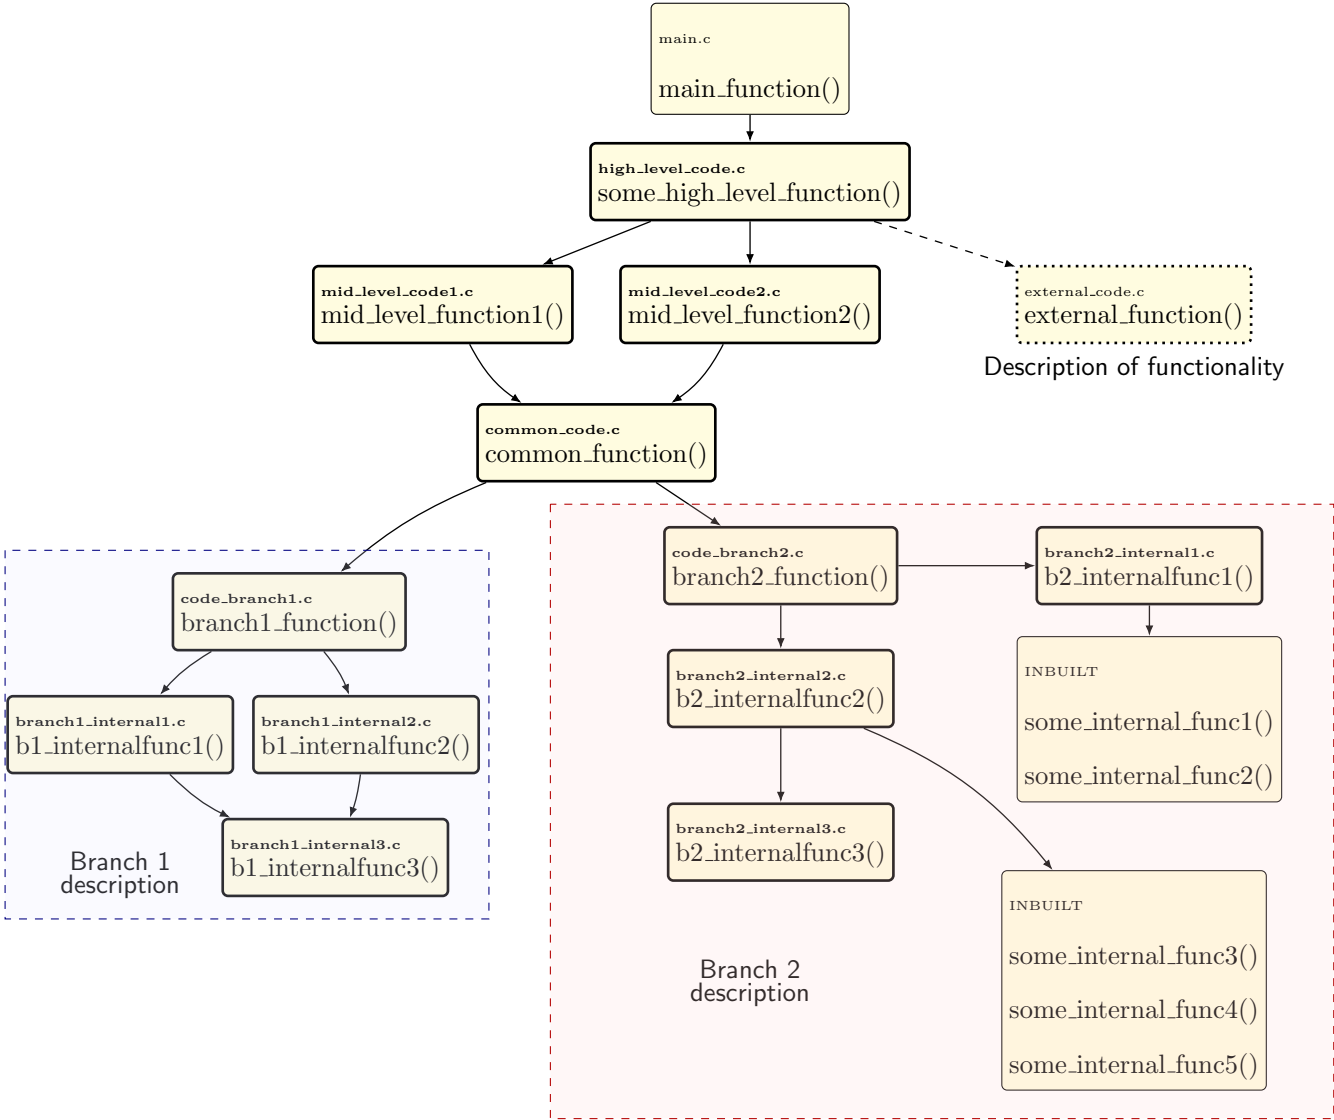 main.c
main_function()
high_level_code.c
some_high_level_function()
mid_level_code1.c
mid_level_function1()
mid_level_code2.c
mid_level_function2()
external_code.c
external_function()
Description of functionality
common_code.c
common_function()
code_branch1.c
branch1_function()
branch1_internal1.c
b1_internalfunc1()
branch1_internal2.c
b1_internalfunc2()
branch1_internal3.c
b1_internalfunc3()
Branch 1
description
code_branch2.c
branch2_function()
branch2_internal1.c
b2_internalfunc1()
branch2_internal2.c
b2_internalfunc2()
INBUILT
some_internal_func1()
some_internal_func2()
branch2_internal3.c
b2_internalfunc3()
INBUILT
some_internal_func3()
some_internal_func4()
some_internal_func5()
Branch 2
description